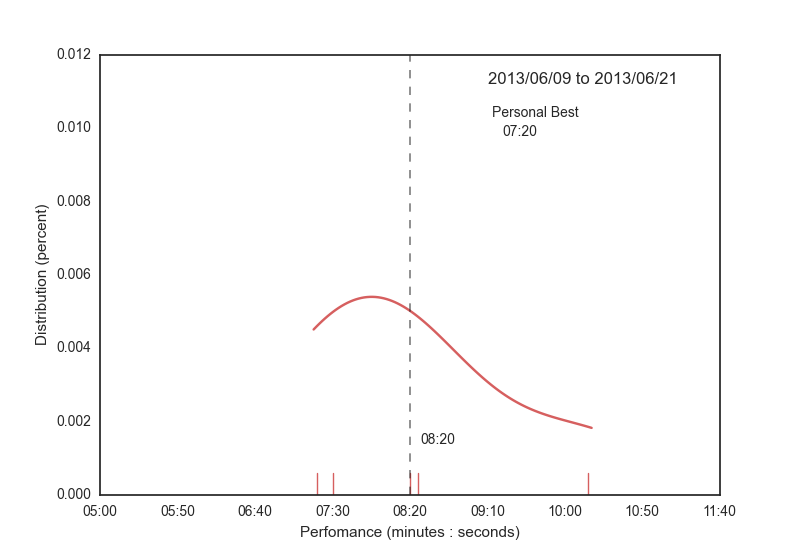 2013/06/09 to 2013/06/21
Personal Best
07:20
0.012
0.010
0.008
0.006
0.004
0.002
0.000
Distribution (percent)
08:20
05:00 05:50 06:40 07:30 08:20 09:10 10:00 10:50 11:40
Perfomance (minutes : seconds)